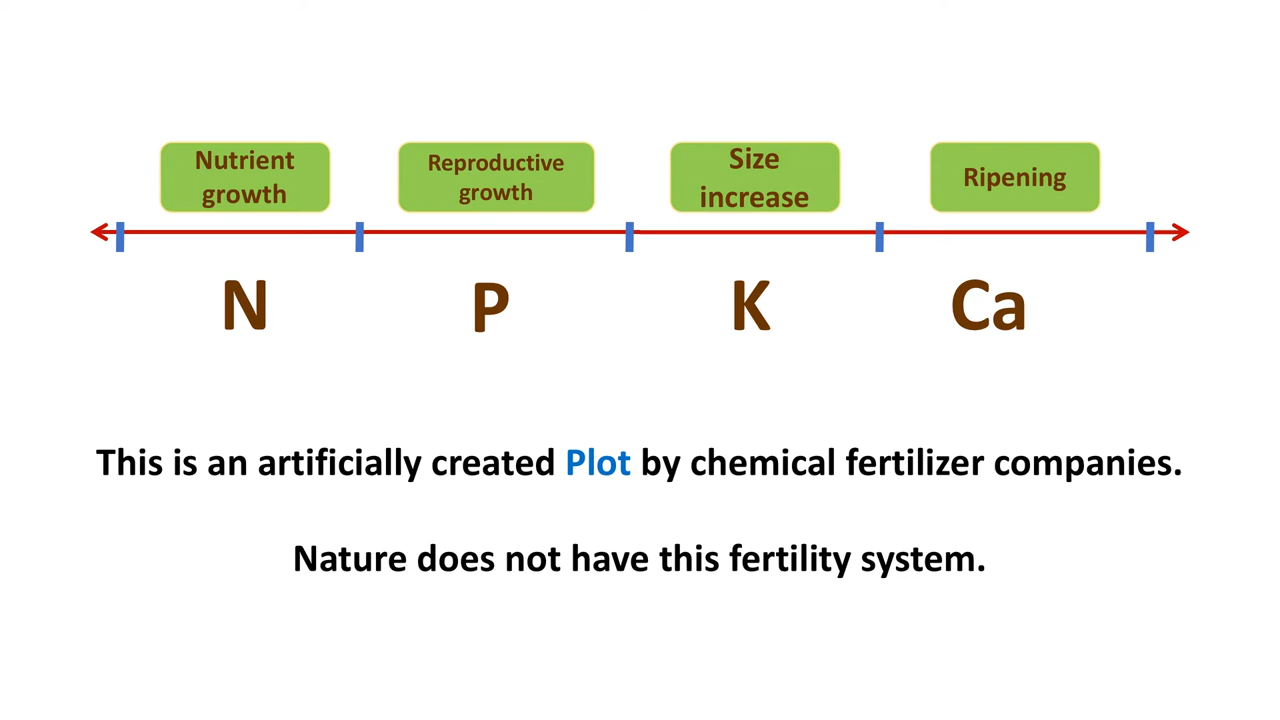 Nutrient
growth
Reproductive
growth
Size
increase
Ripening
N
P
K
Ca
This is an artificially created Plot by chemical fertilizer companies.
Nature does not have this fertility system.